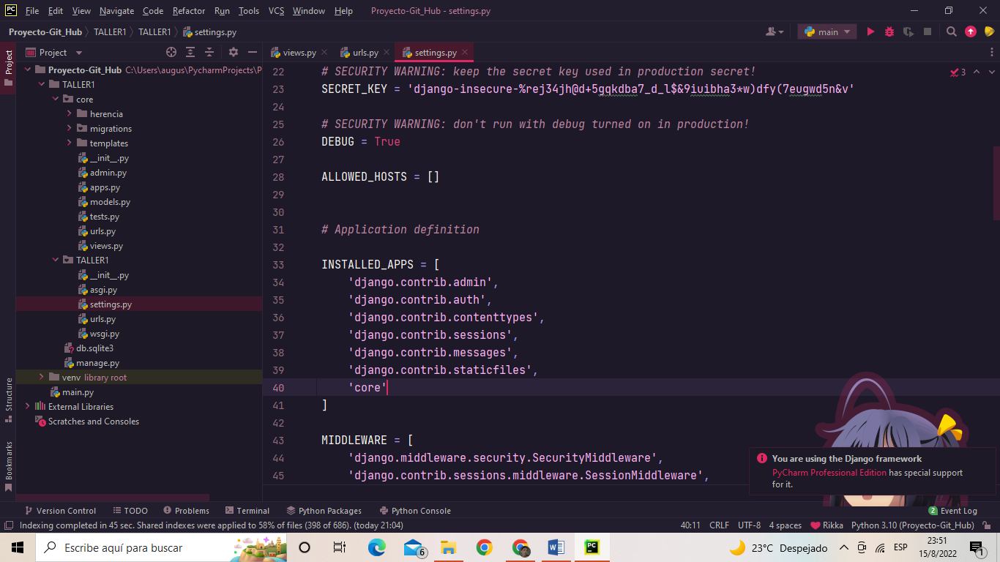 PC File Edit View Navigate Code Refactor Run Tools VCS Window Help Proyecto-Git_Hub - settings.py
Proyecto-Git_Hub TALLER1 TALLER1 settings.py main
Project
Project
views.py urls.py settings.py
Proyecto-Git_Hub C:\Users\augus\PycharmProjects\P
TALLER1
core
herencia
migrations
templates
__init__.py
admin.py
apps.py
models.py
tests.py
urls.py
views.py
TALLER1
__init__.py
asgi.py
settings.py
urls.py
wsgi.py
db.sqlite3
manage.py
venv library root
main.py
External Libraries
Scratches and Consoles
Structure
Bookmarks
22 # SECURITY WARNING: keep the secret key used in production secret!
3
23 SECRET_KEY = 'django-insecure-%rej34jh@d+5gqkdba7_d_l$&9iuibha3*w)dfy(7eugwd5n&v'
24
25 # SECURITY WARNING: don't run with debug turned on in production!
26 DEBUG = True
27
28 ALLOWED_HOSTS = []
29
30
31 # Application definition
32
33 INSTALLED_APPS = [
34 'django.contrib.admin',
35 'django.contrib.auth',
36 'django.contrib.contenttypes',
37 'django.contrib.sessions',
38 'django.contrib.messages',
39 'django.contrib.staticfiles',
40 'core'
41 ]
42
43 MIDDLEWARE = [
44 'django.middleware.security.SecurityMiddleware',
45 'django.contrib.sessions.middleware.SessionMiddleware',
You are using the Django framework
PyCharm Professional Edition has special support
for it.
Version Control TODO Problems Terminal Python Packages Python Console 2 Event Log
Indexing completed in 45 sec. Shared indexes were applied to 58% of files (398 of 686). (today 21:04) 40:11 CRLF UTF-8 4 spaces Rikka Python 3.10 (Proyecto-Git_Hub)
Escribe aquí para buscar 6 W PC 23°C Despejado ESP 23:51
15/8/2022 1